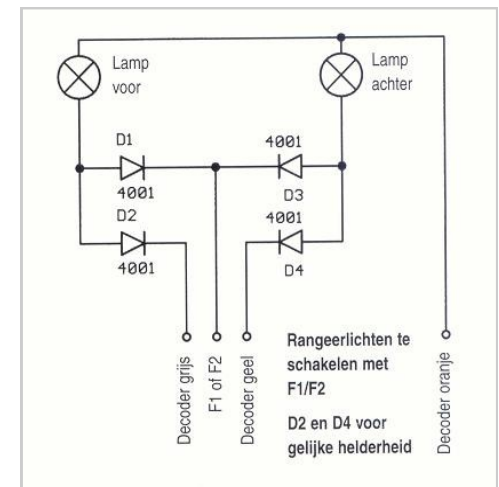 Lamp
voor
Lamp
achter
D1
4001
D2
4001
4001
D3
4001
D4
Decoder grijs
F1 of F2
Decoder geel
Rangeerlichten te
schakelen met
F1/F2
D2 en D4 voor
gelijke helderheid
Decoder oranje